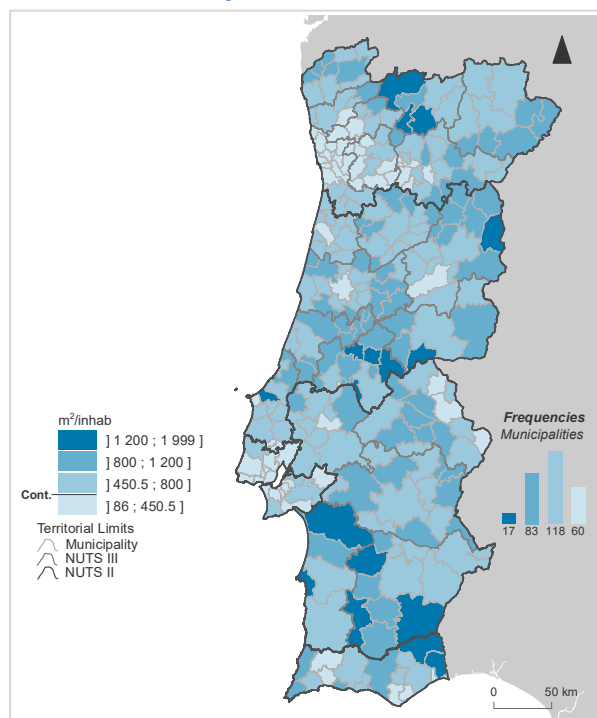 m²/inhab
] 1 200 ; 1 999 ]
] 800 ; 1 200 ]
] 450.5 ; 800 ]
Cont.
] 86 ; 450.5 ]
Territorial Limits
Municipality
NUTS III
NUTS II
Frequencies
Municipalities
17 83 118 60
0 50 km